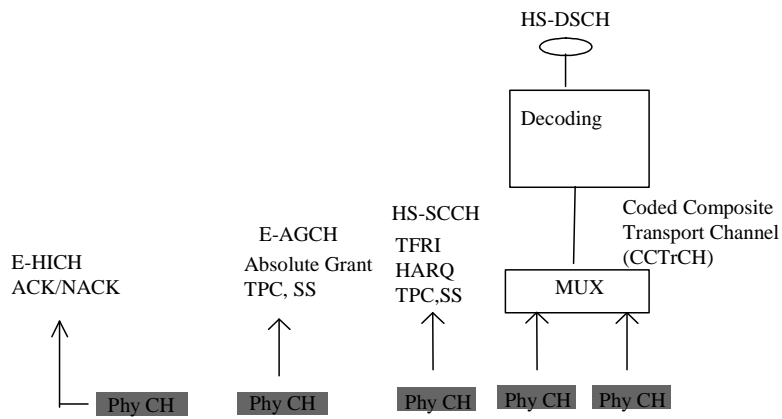 HS-DSCH
Decoding
HS-SCCH
TFRI
HARQ
TPC,SS
Coded Composite
Transport Channel
(CCTrCH)
E-AGCH
Absolute Grant
TPC, SS
E-HICH
ACK/NACK
MUX
Phy CH
Phy CH
Phy CH
Phy CH
Phy CH